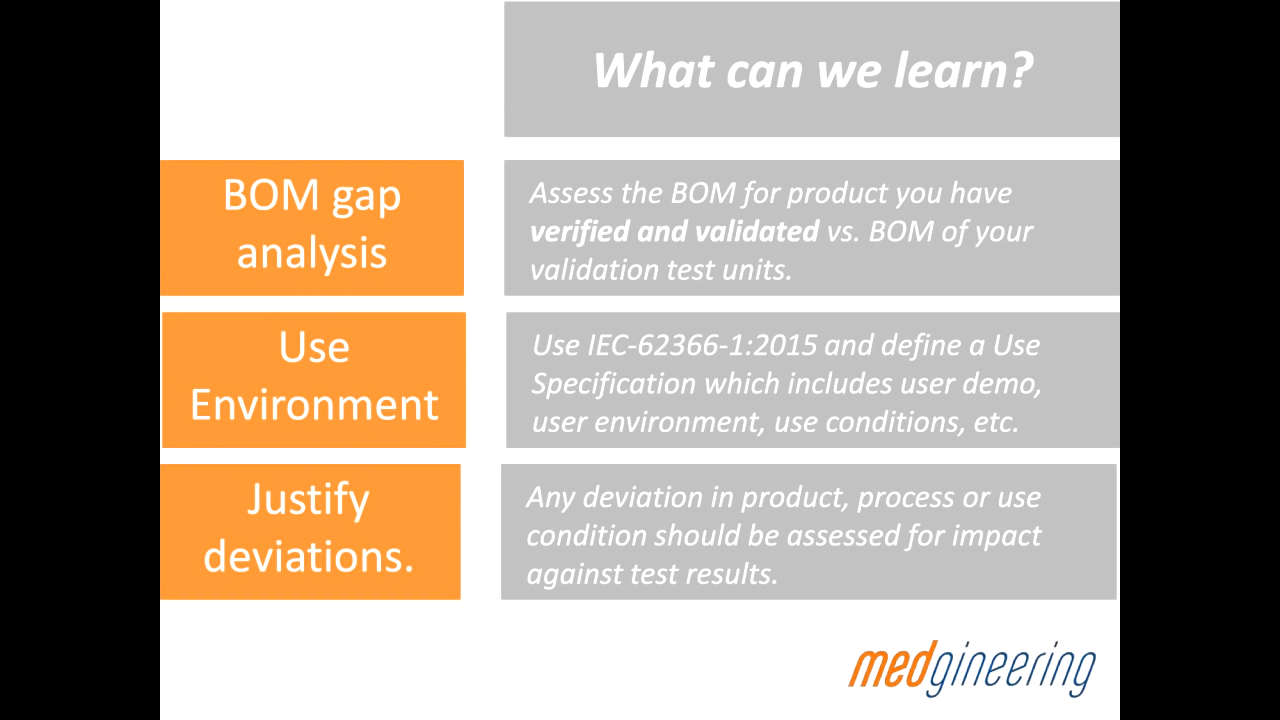 What can we learn?
BOM gap
analysis
Assess the BOM for product you have
verified and validated vs. BOM of your
validation test units.
Use
Environment
Use IEC-62366-1:2015 and define a Use
Specification which includes user demo,
user environment, use conditions, etc.
Justify
deviations.
Any deviation in product, process or use
condition should be assessed for impact
against test results.
medgineering